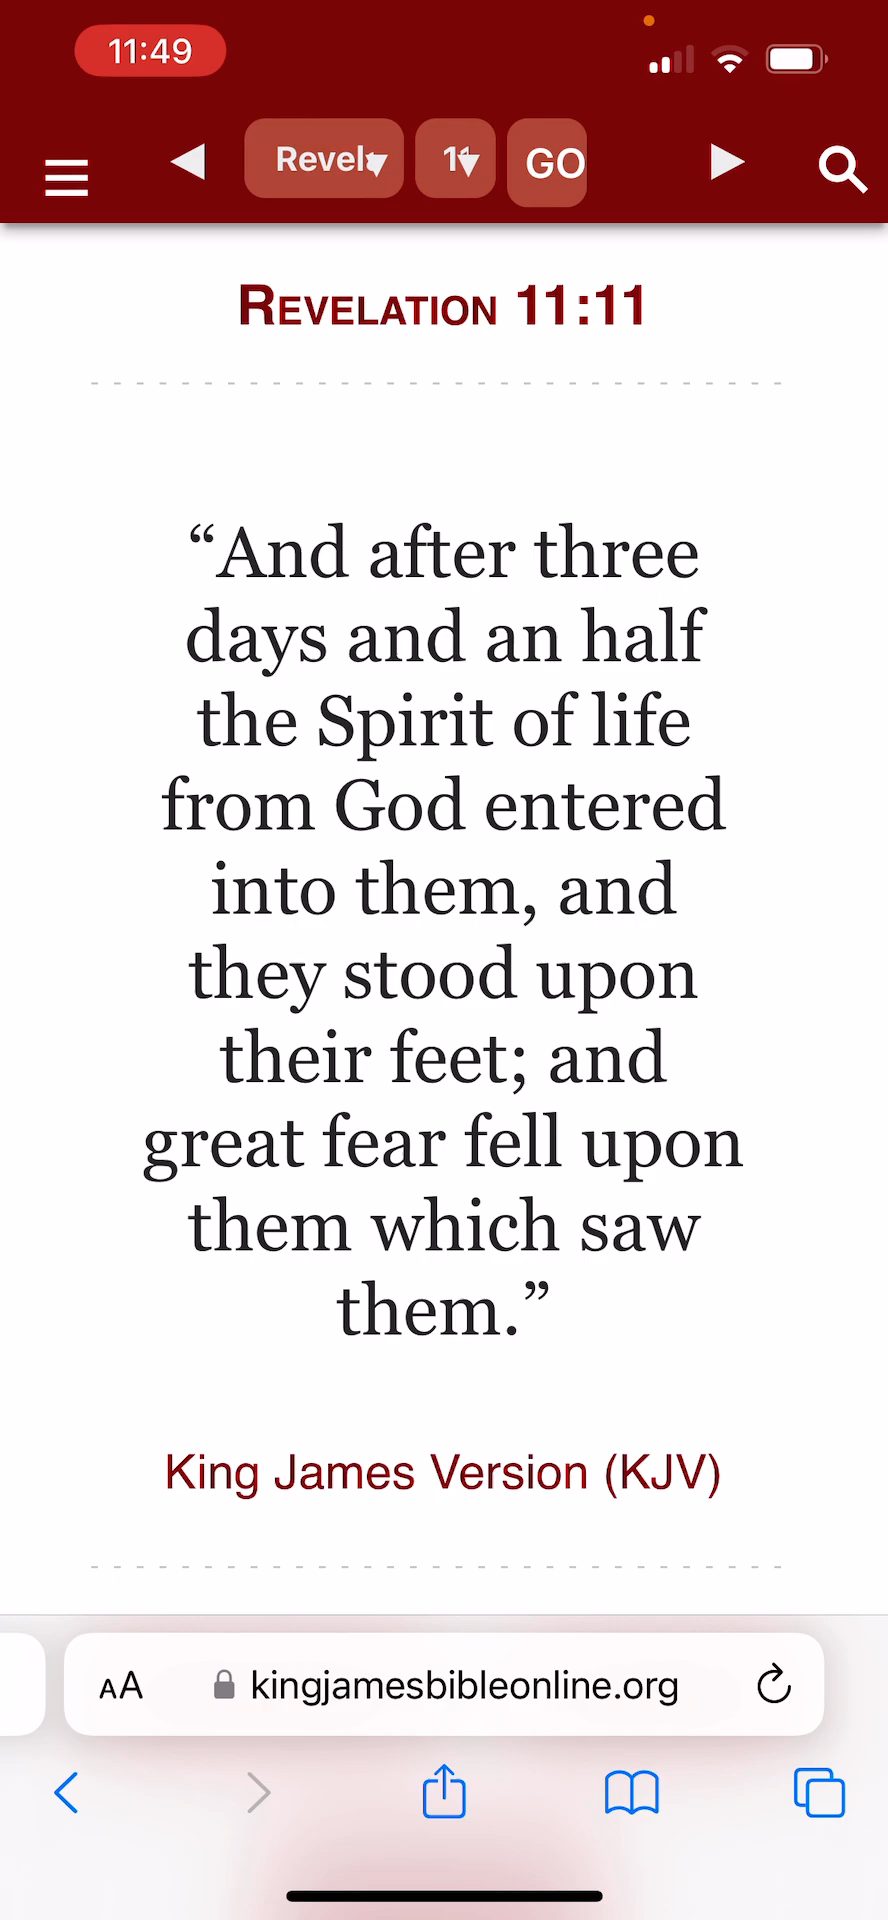 11:49
Revel
11
GO
REVELATION 11:11
“And after three
days and an half
the Spirit of life
from God entered
into them, and
they stood upon
their feet; and
great fear fell upon
them which saw
them.”
King James Version (KJV)
AA kingjamesbibleonline.org